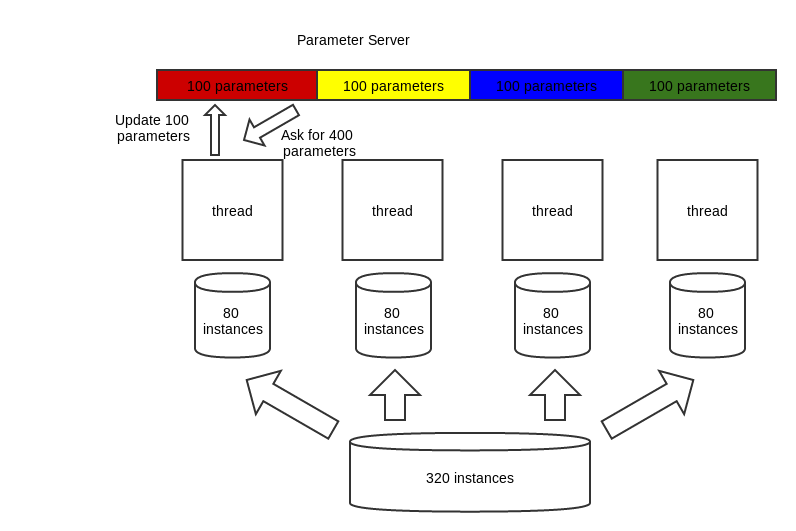 Parameter Server
100 parameters
100 parameters
100 parameters
100 parameters
Update 100
parameters
Ask for 400
parameters
thread
thread
thread
thread
80
instances
80
instances
80
instances
80
instances
320 instances